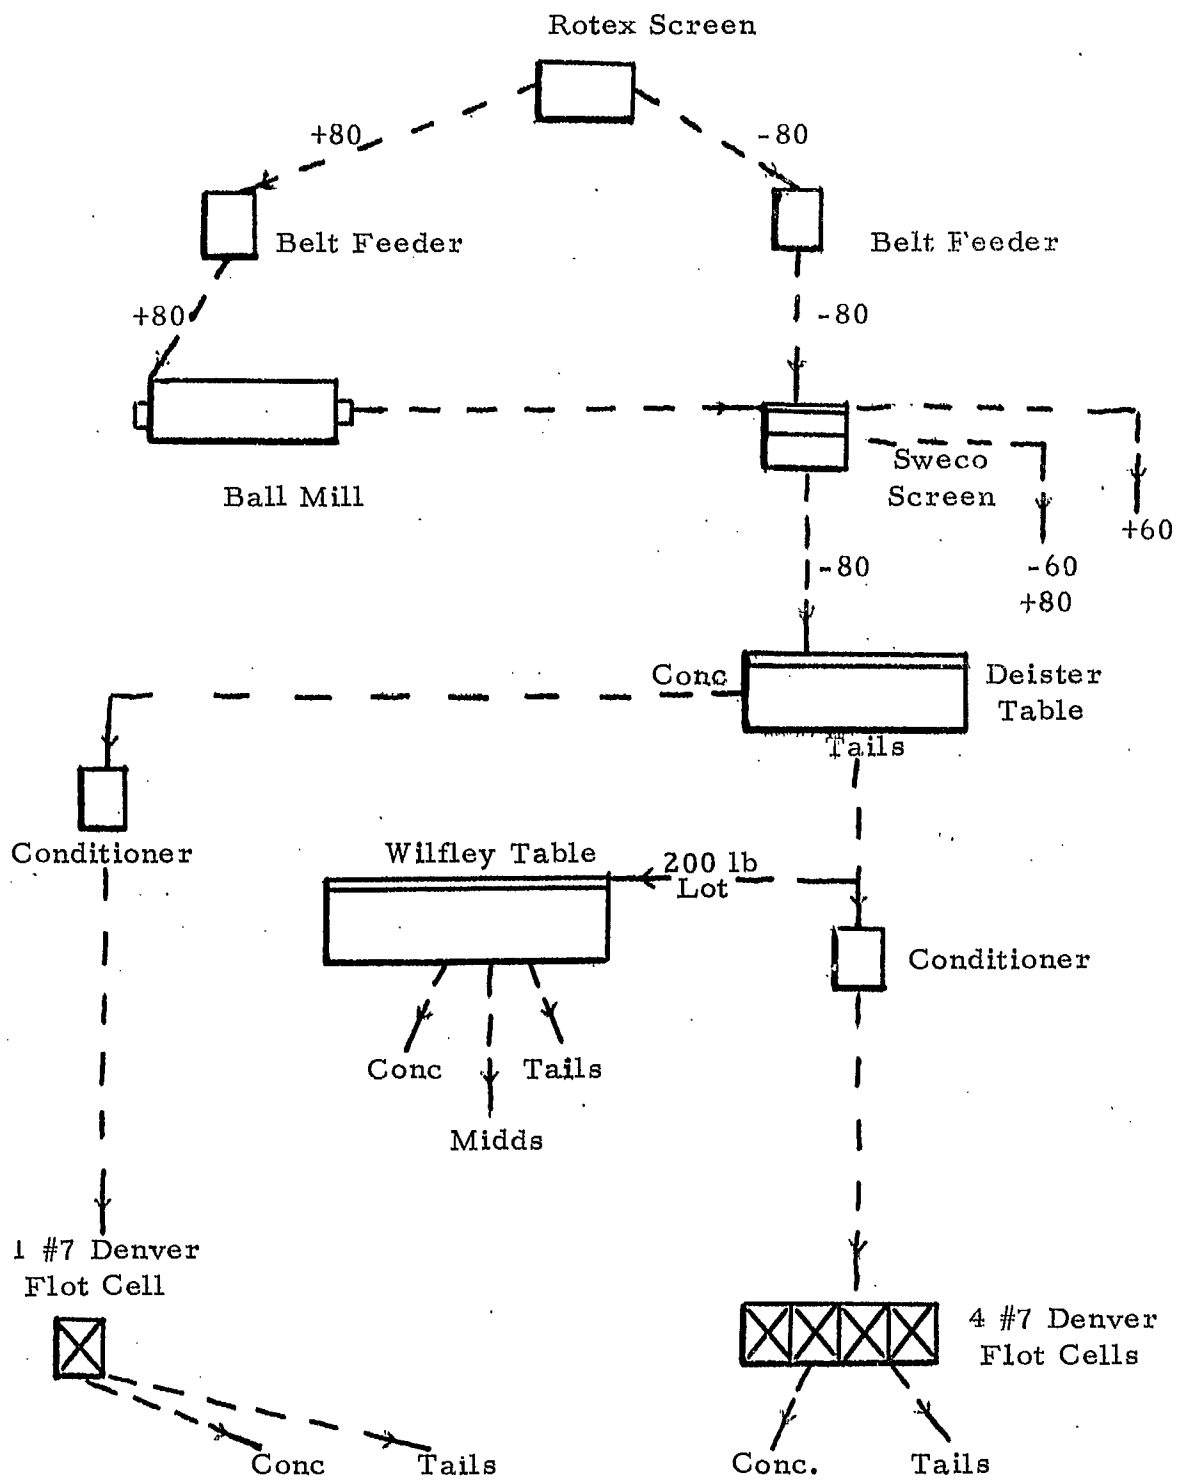 Rotex Screen
+80
-80
Belt Feeder
Belt Feeder
+80
-80
Ball Mill
Sweco
Screen
+60
-80
-60
+80
Conc
Deister
Table
Tails
Conditioner
Wilfley Table
200 lb
Lot
Conditioner
Conc
Tails
Midds
1 #7 Denver
Flot Cell
4 #7 Denver
Flot Cells
Conc
Tails
Conc.
Tails